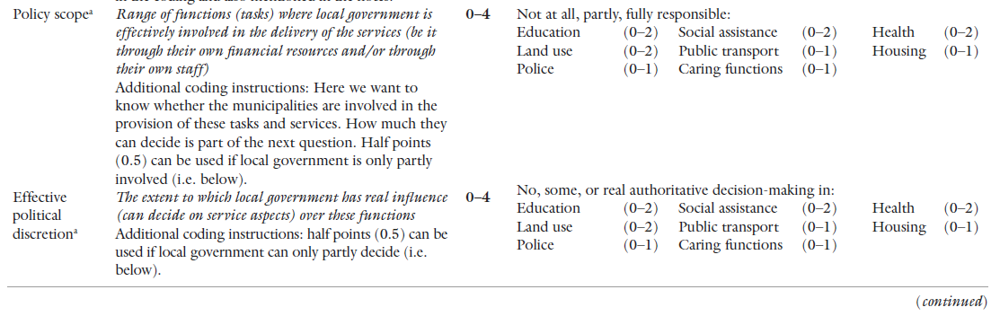 Policy scopeᵃ Range of functions (tasks) where local government is 0–4 Not at all, partly, fully responsible:
effectively involved in the delivery of the services (be it Education (0–2) Social assistance (0–2) Health (0–2)
through their own financial resources and/or through Land use (0–2) Public transport (0–1) Housing (0–1)
their own staff) Police (0–1) Caring functions (0–1)
Additional coding instructions: Here we want to
know whether the municipalities are involved in the
provision of these tasks and services. How much they
can decide is part of the next question. Half points
(0.5) can be used if local government is only partly
involved (i.e. below).
Effective The extent to which local government has real influence 0–4 No, some, or real authoritative decision-making in:
political (can decide on service aspects) over these functions Education (0–2) Social assistance (0–2) Health (0–2)
discretionᵃ Additional coding instructions: half points (0.5) can be Land use (0–2) Public transport (0–1) Housing (0–1)
used if local government can only partly decide (i.e. Police (0–1) Caring functions (0–1)
below).
(continued)